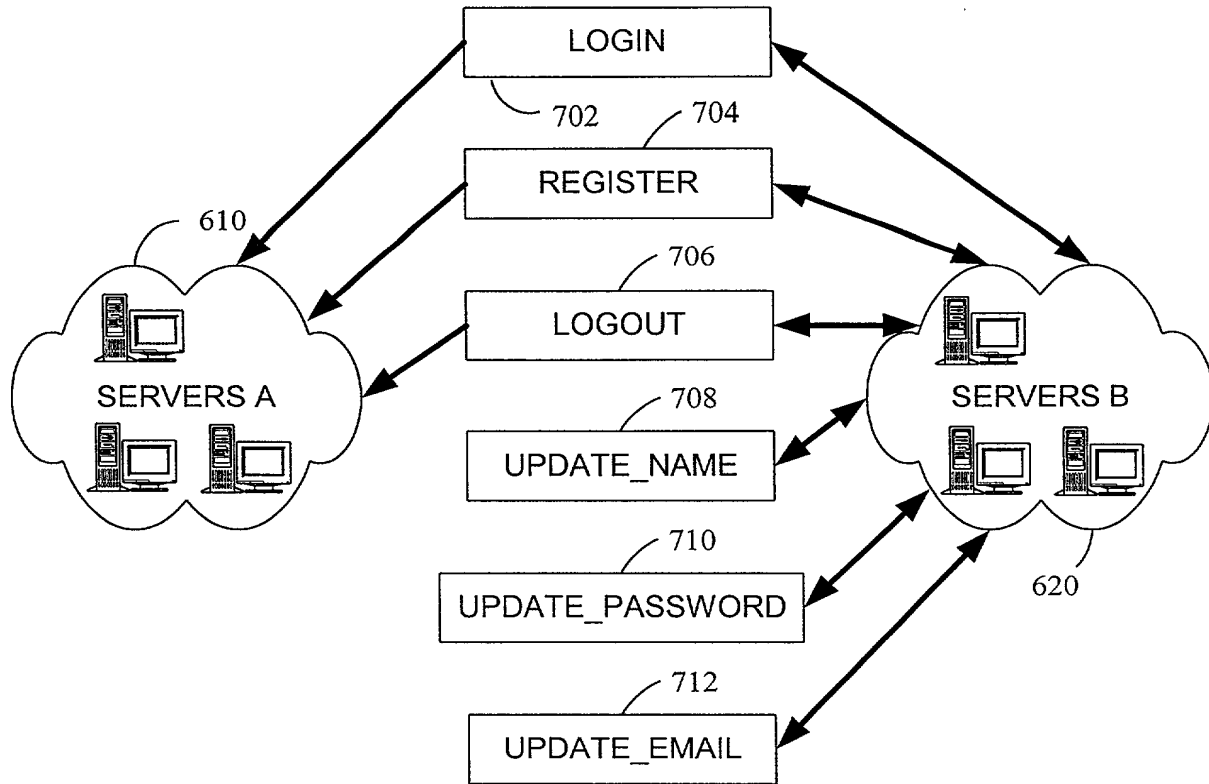 LOGIN
702
704
REGISTER
610
706
LOGOUT
SERVERS A
SERVERS B
708
UPDATE_NAME
710
UPDATE_PASSWORD
620
712
UPDATE_EMAIL